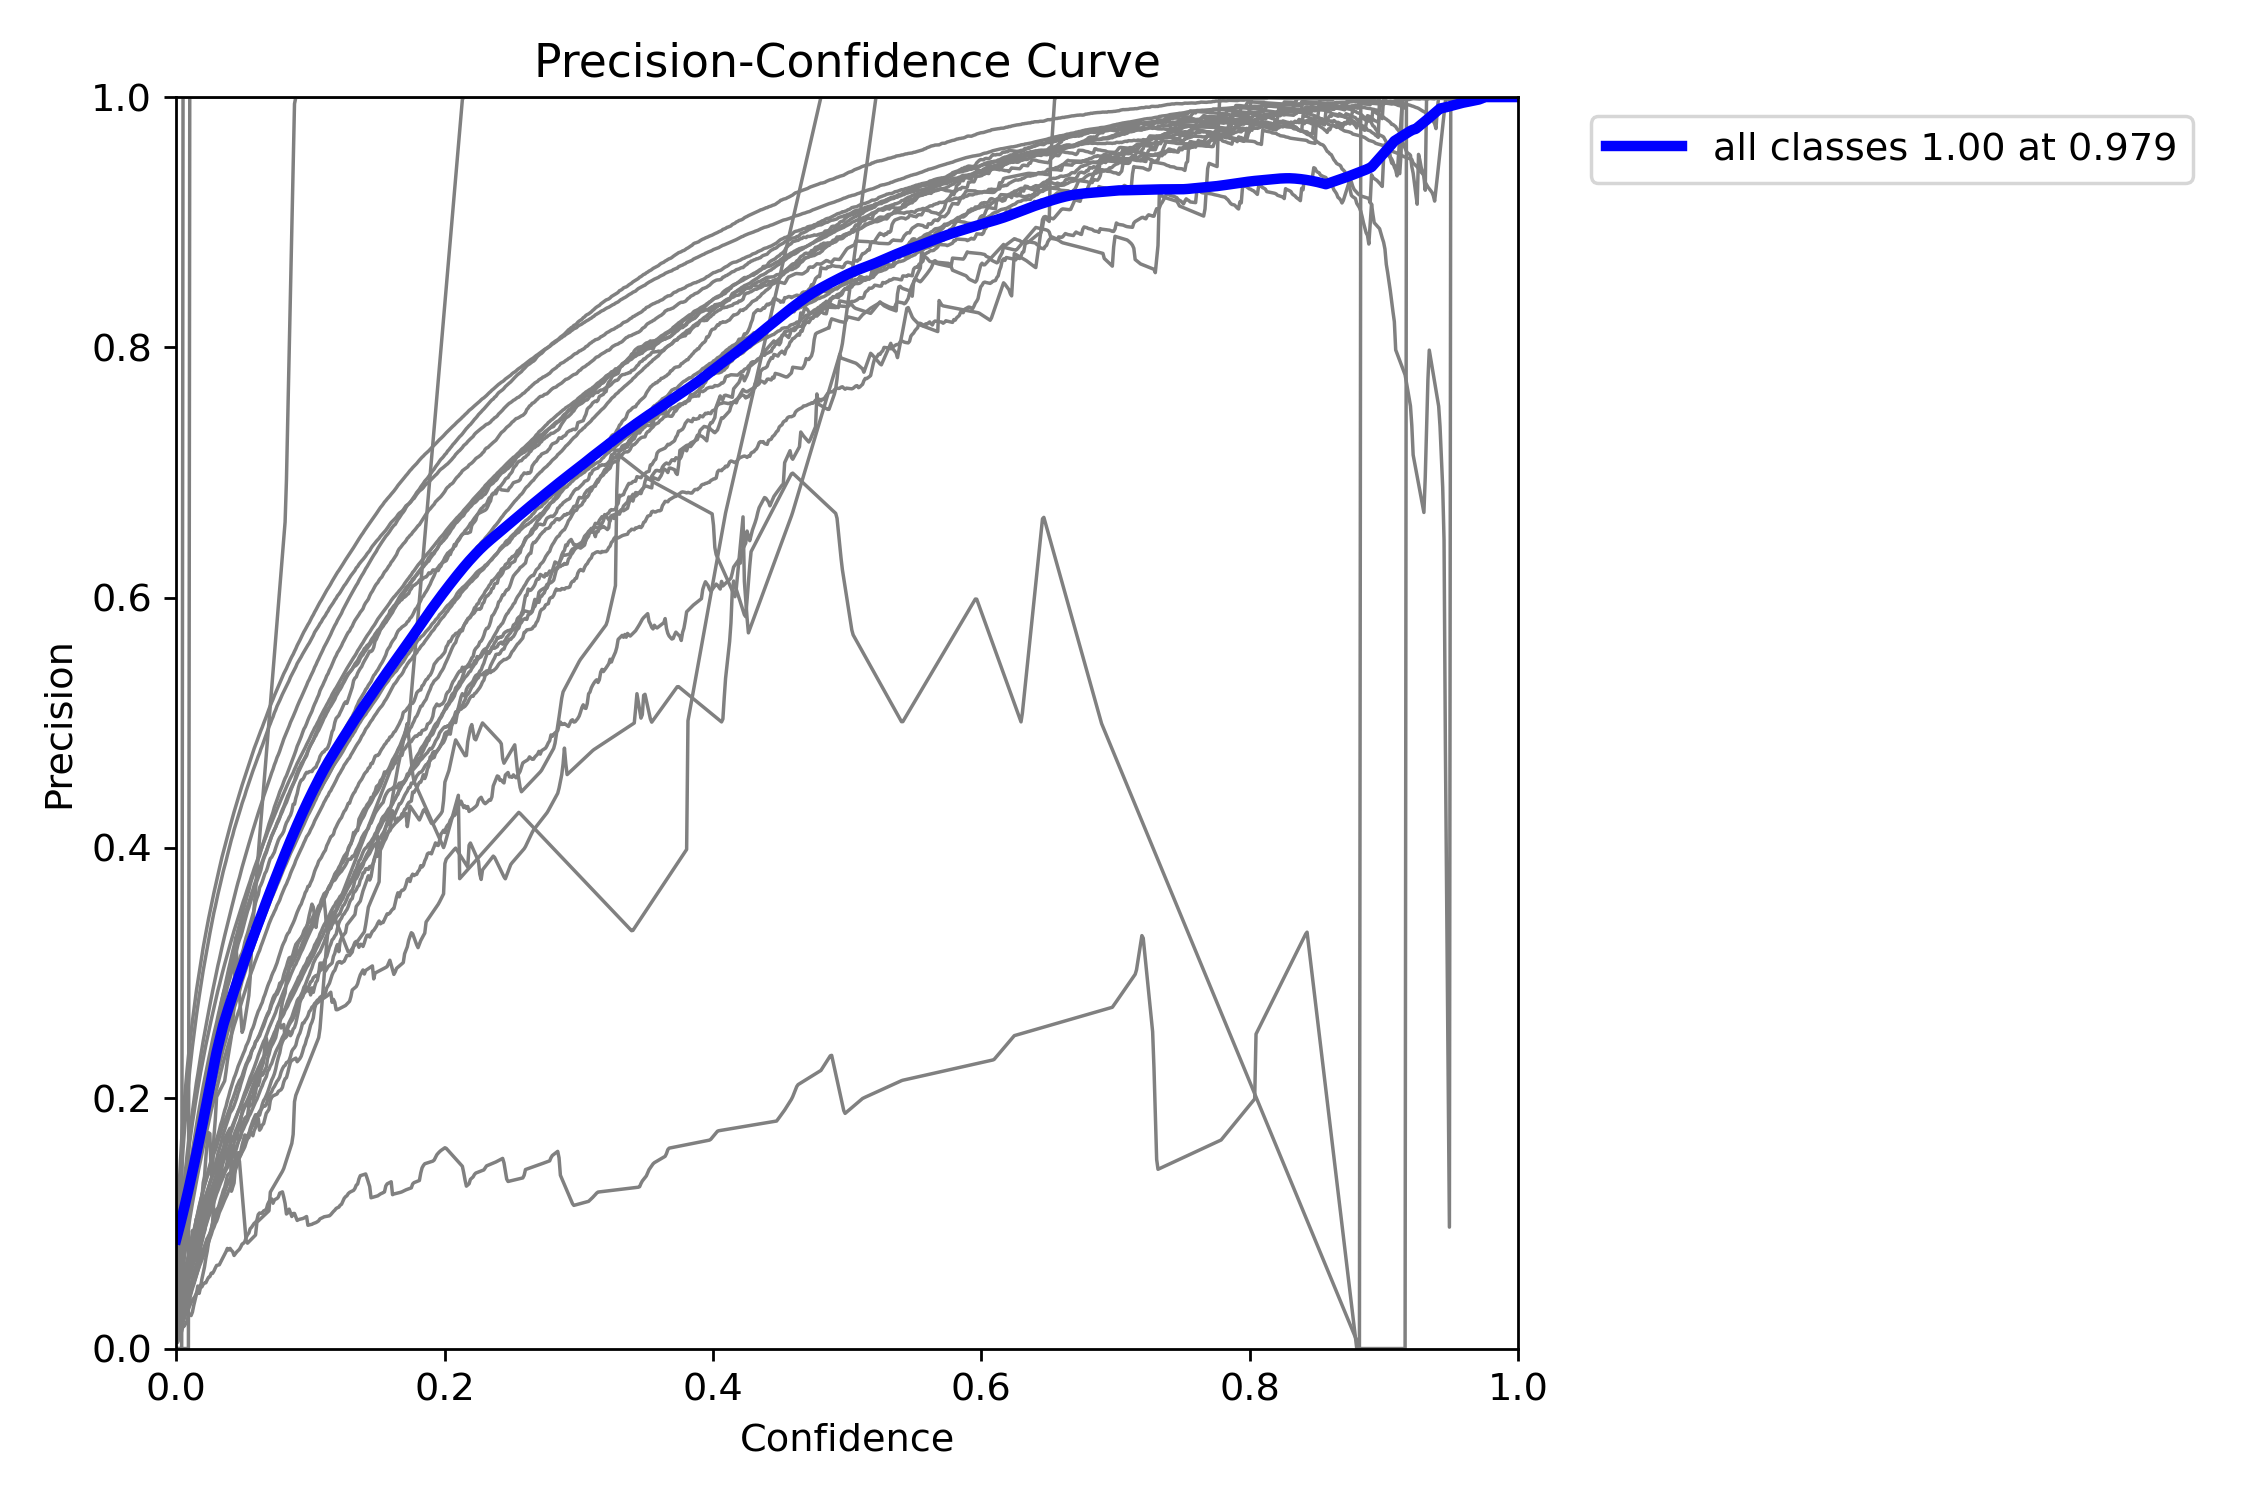 Precision-Confidence Curve
all classes 1.00 at 0.979
1.0
0.8
0.6
0.4
0.2
0.0
Precision
0.0 0.2 0.4 0.6 0.8 1.0
Confidence